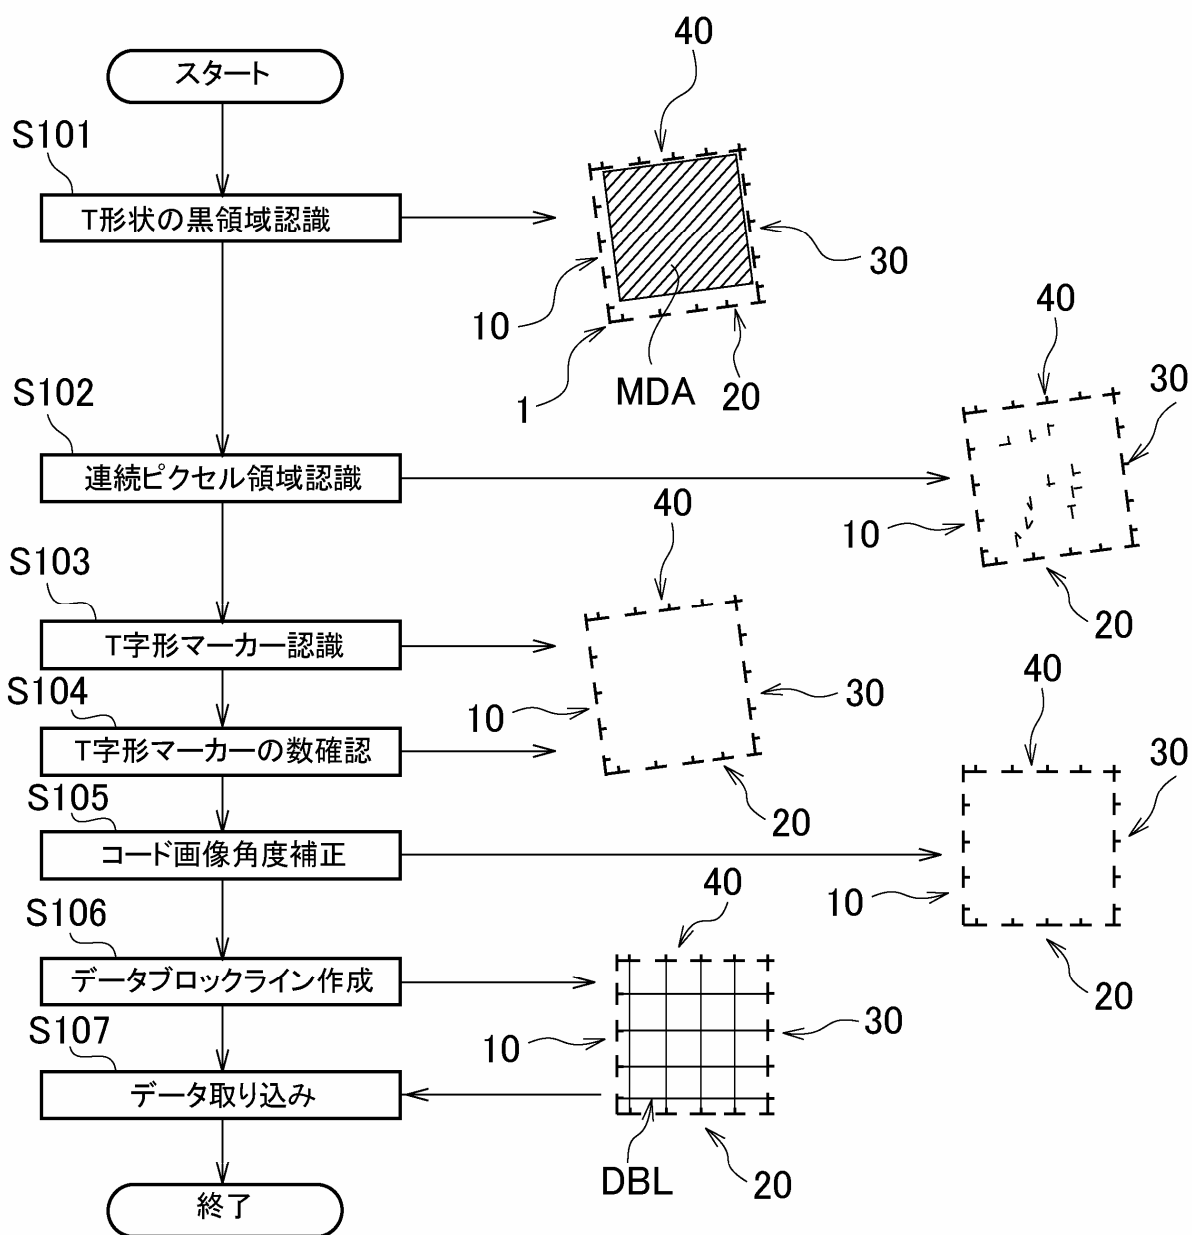 スタート
S101
T形状の黒領域認識
40
30
10
1
MDA
20
S102
連続ピクセル領域認識
40
30
10
20
S103
T字形マーカー認識
40
30
10
20
S104
T字形マーカーの数確認
S105
コード画像角度補正
40
30
10
20
S106
データブロックライン作成
40
30
10
20
DBL
S107
データ取り込み
終了